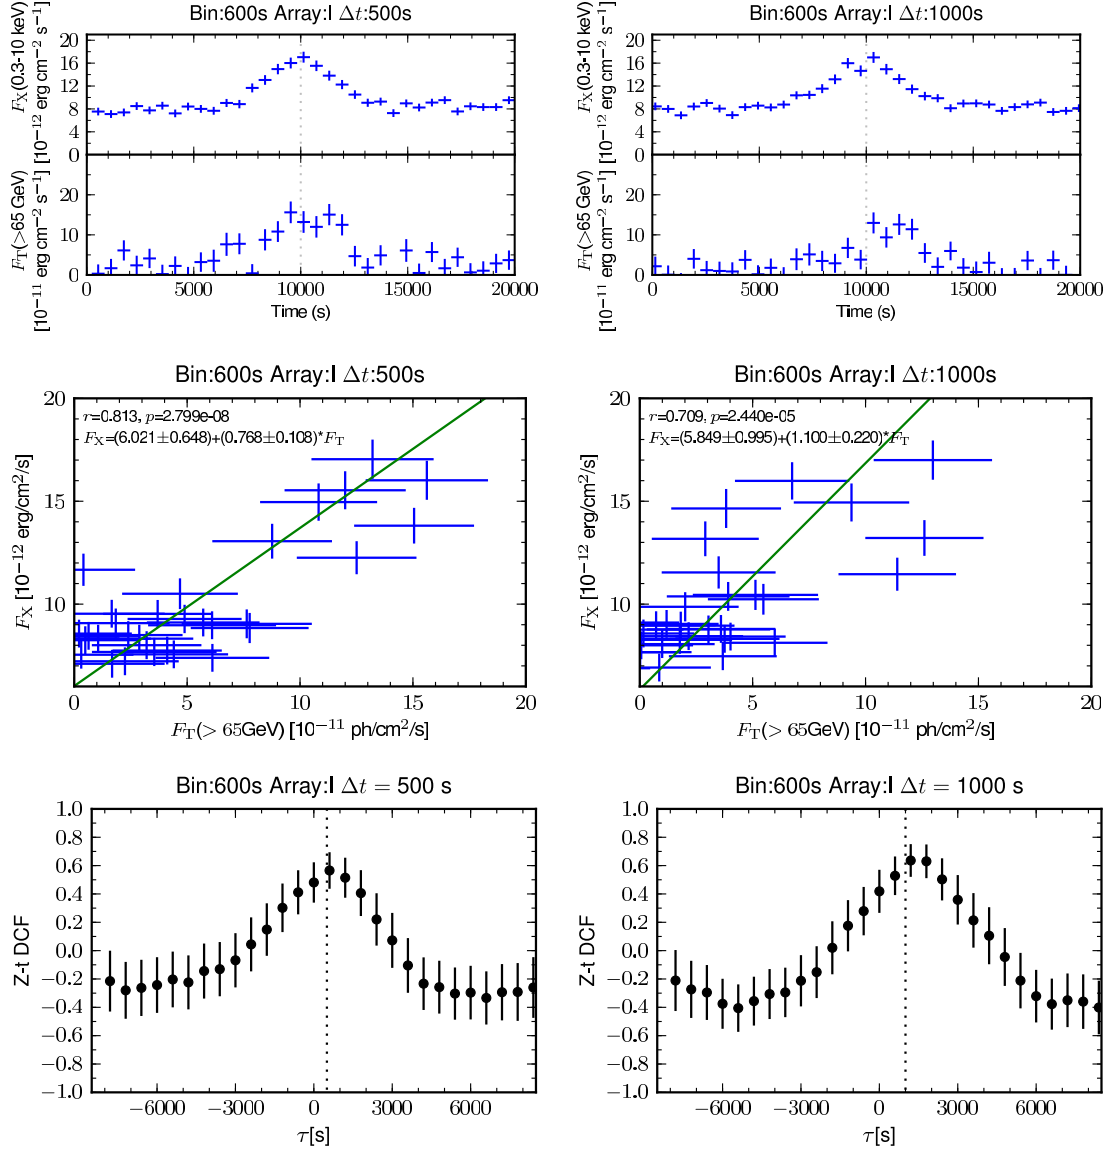 Bin:600s Array:I Δt:500s
F_X(0.3-10 keV)
[10⁻¹² erg cm⁻² s⁻¹]
20
16
12
8
4
0
F_T(>65 GeV)
[10⁻¹¹ erg cm⁻² s⁻¹]
20
10
0
0 5000 10000 15000 20000
Time (s)
Bin:600s Array:I Δt:1000s
F_X(0.3-10 keV)
[10⁻¹² erg cm⁻² s⁻¹]
20
16
12
8
4
0
F_T(>65 GeV)
[10⁻¹¹ erg cm⁻² s⁻¹]
20
10
0
0 5000 10000 15000 20000
Time (s)
Bin:600s Array:I Δt:500s
r=0.813, p=2.799e-08
F_X=(6.021±0.648)+(0.768±0.108)*F_T
F_X [10⁻¹² erg/cm²/s]
20
15
10
0 5 10 15 20
F_T(> 65GeV) [10⁻¹¹ ph/cm²/s]
Bin:600s Array:I Δt:1000s
r=0.709, p=2.440e-05
F_X=(5.849±0.995)+(1.100±0.220)*F_T
F_X [10⁻¹² erg/cm²/s]
20
15
10
0 5 10 15 20
F_T(> 65GeV) [10⁻¹¹ ph/cm²/s]
Bin:600s Array:I Δt = 500 s
Z-t DCF
1.0
0.8
0.6
0.4
0.2
0.0
−0.2
−0.4
−0.6
−0.8
−1.0
−6000 −3000 0 3000 6000
τ[s]
Bin:600s Array:I Δt = 1000 s
Z-t DCF
1.0
0.8
0.6
0.4
0.2
0.0
−0.2
−0.4
−0.6
−0.8
−1.0
−6000 −3000 0 3000 6000
τ[s]